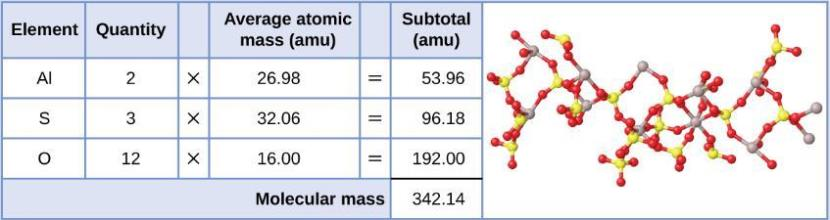 Element Quantity Average atomic mass (amu) Subtotal (amu)
Al 2 × 26.98 = 53.96
S 3 × 32.06 = 96.18
O 12 × 16.00 = 192.00
Molecular mass 342.14